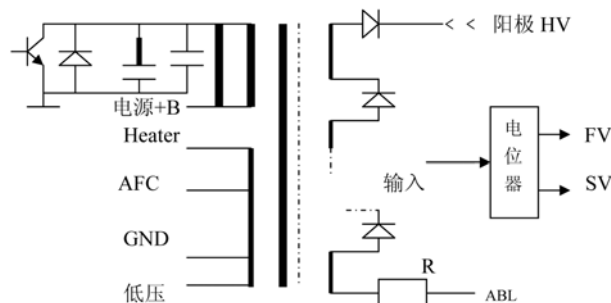 << 阳极 HV
电源+B
Heater
AFC
GND
低压
输入
电位器
FV
SV
R
ABL